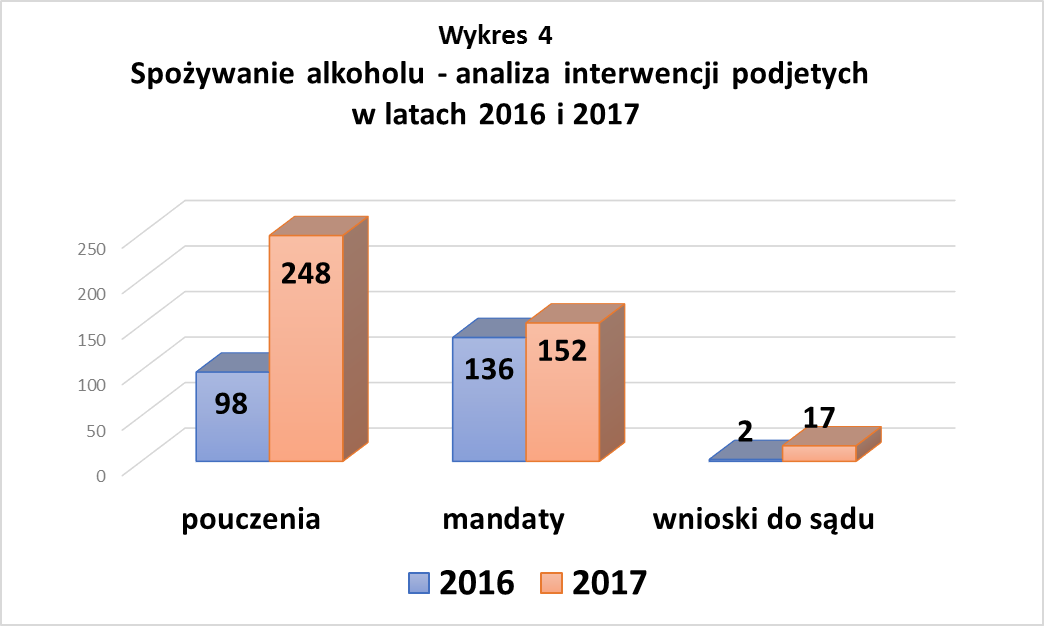 Wykres 4
Spożywanie alkoholu - analiza interwencji podjetych
w latach 2016 i 2017
250
200
150
100
50
0
98
248
136
152
2
17
pouczenia
mandaty
wnioski do sądu
2016
2017